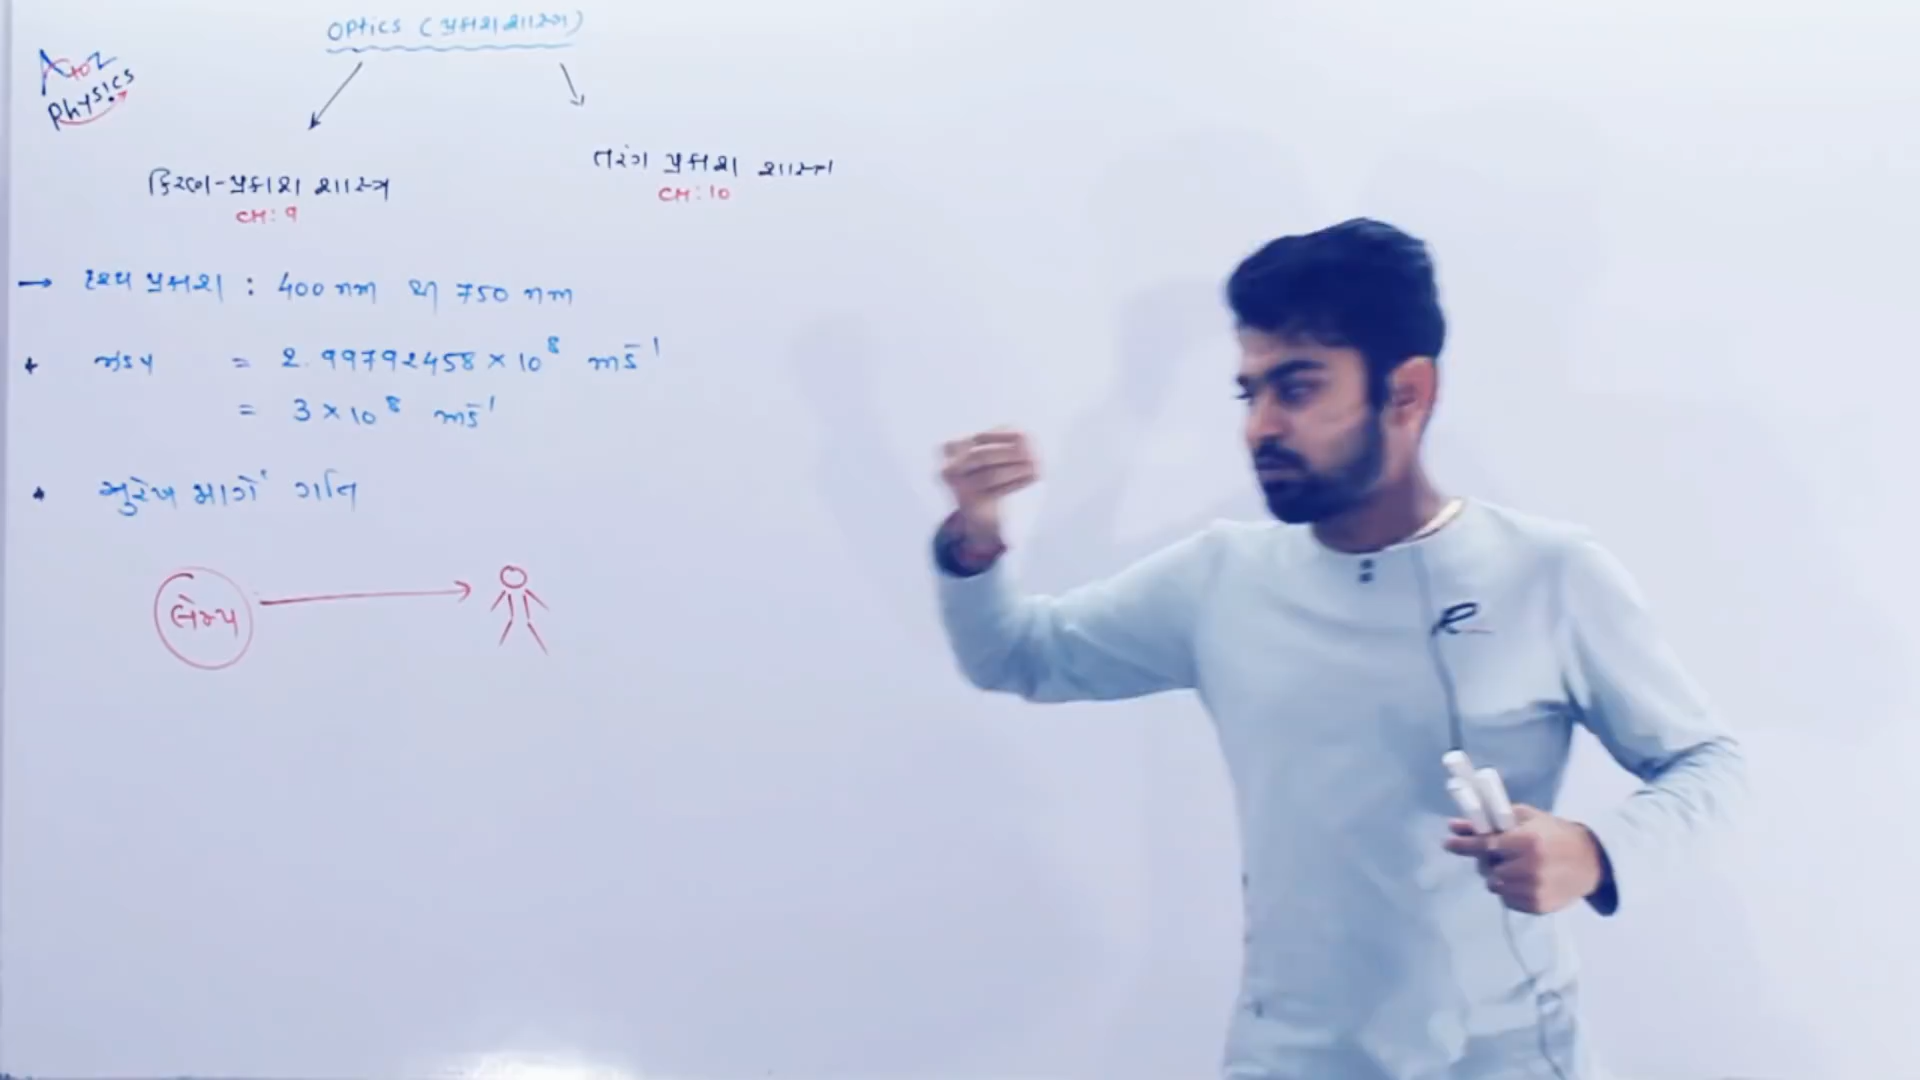 OPtics (પ્રકાશશાસ્ત્ર)
A to Z
Physics
કિરણ-પ્રકાશ શાસ્ત્ર
CH: 9
તરંગ પ્રકાશ શાસ્ત્ર
CH: 10
→ દૃશ્ય પ્રકાશ : 400 nm થી 750 nm
ઝડપ = 2.99792458 × 10⁸ ms⁻¹
= 3 × 10⁸ ms⁻¹
સુરેખ માર્ગે ગતિ
લેમ્પ
R